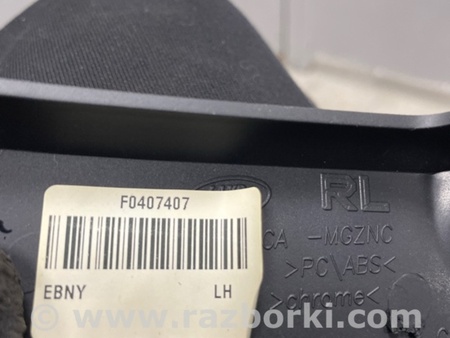 F0407407
EBNY LH
RL
CA -MGZNC
>PC\ABS<
>chrome<
© www.razborki.com